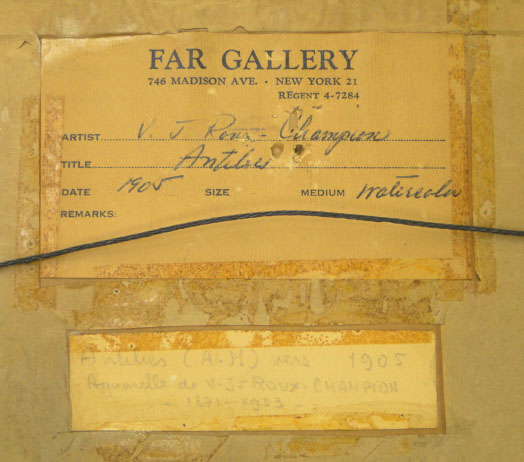 FAR GALLERY
746 MADISON AVE. · NEW YORK 21
REgent 4-7284
ARTIST V. J Roux-Champion
TITLE Antibes
DATE 1905 SIZE MEDIUM Watercolor
REMARKS:
Antibes (A-M) vers 1905
Aquarelle de V-J-ROUX-CHAMPION
- 1871-1953 -